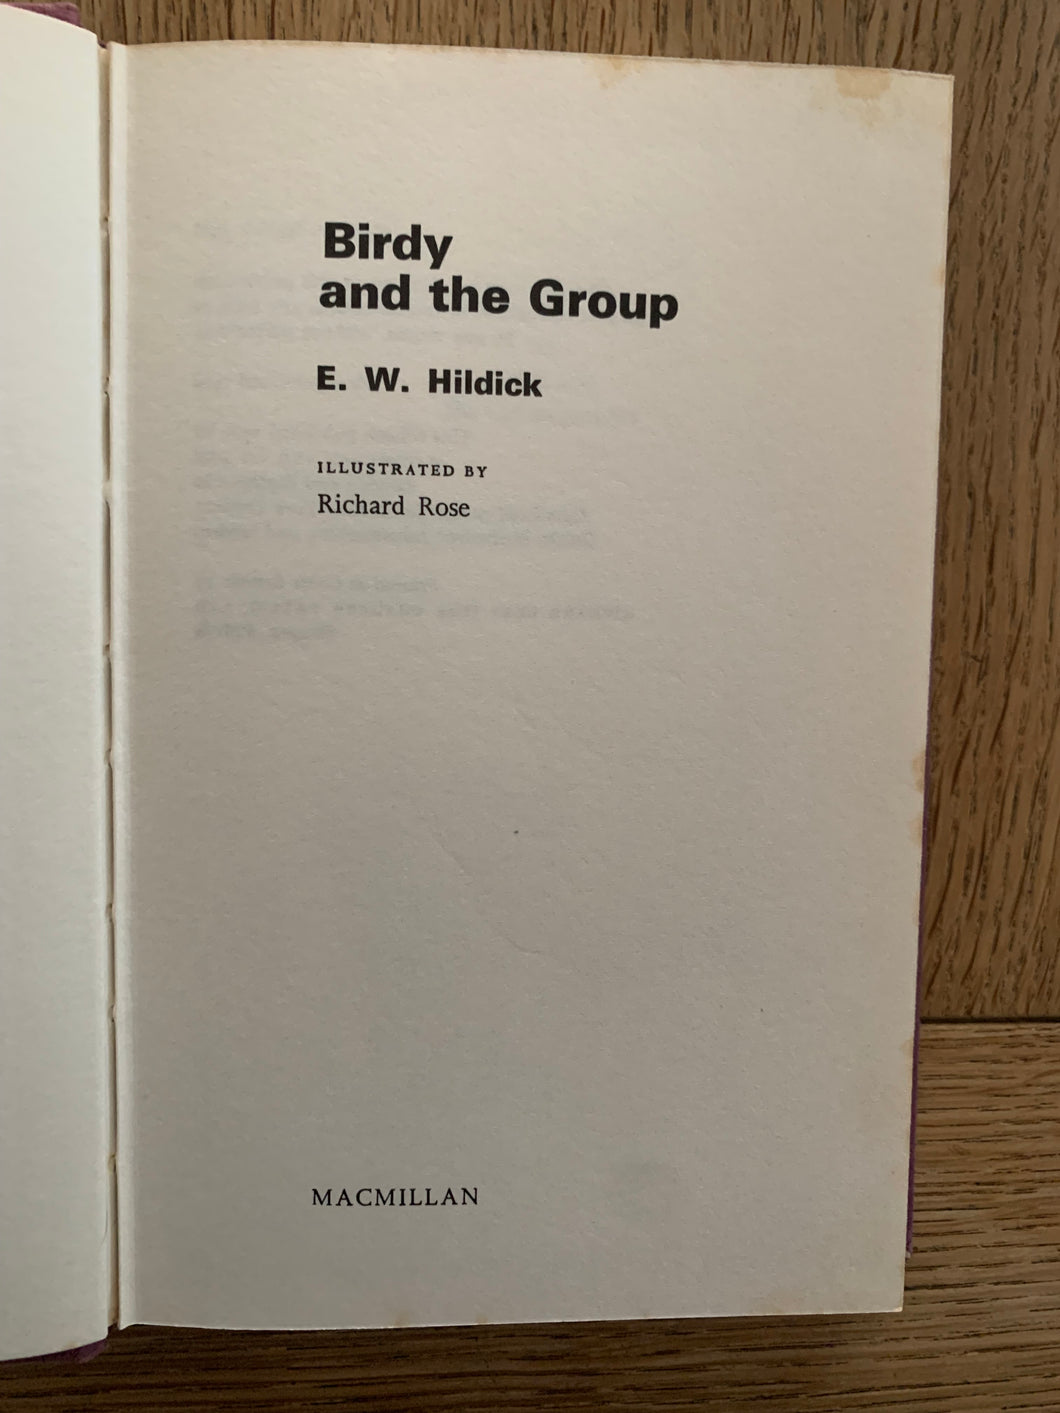 Birdy
and the Group
E. W. Hildick
ILLUSTRATED BY
Richard Rose
MACMILLAN